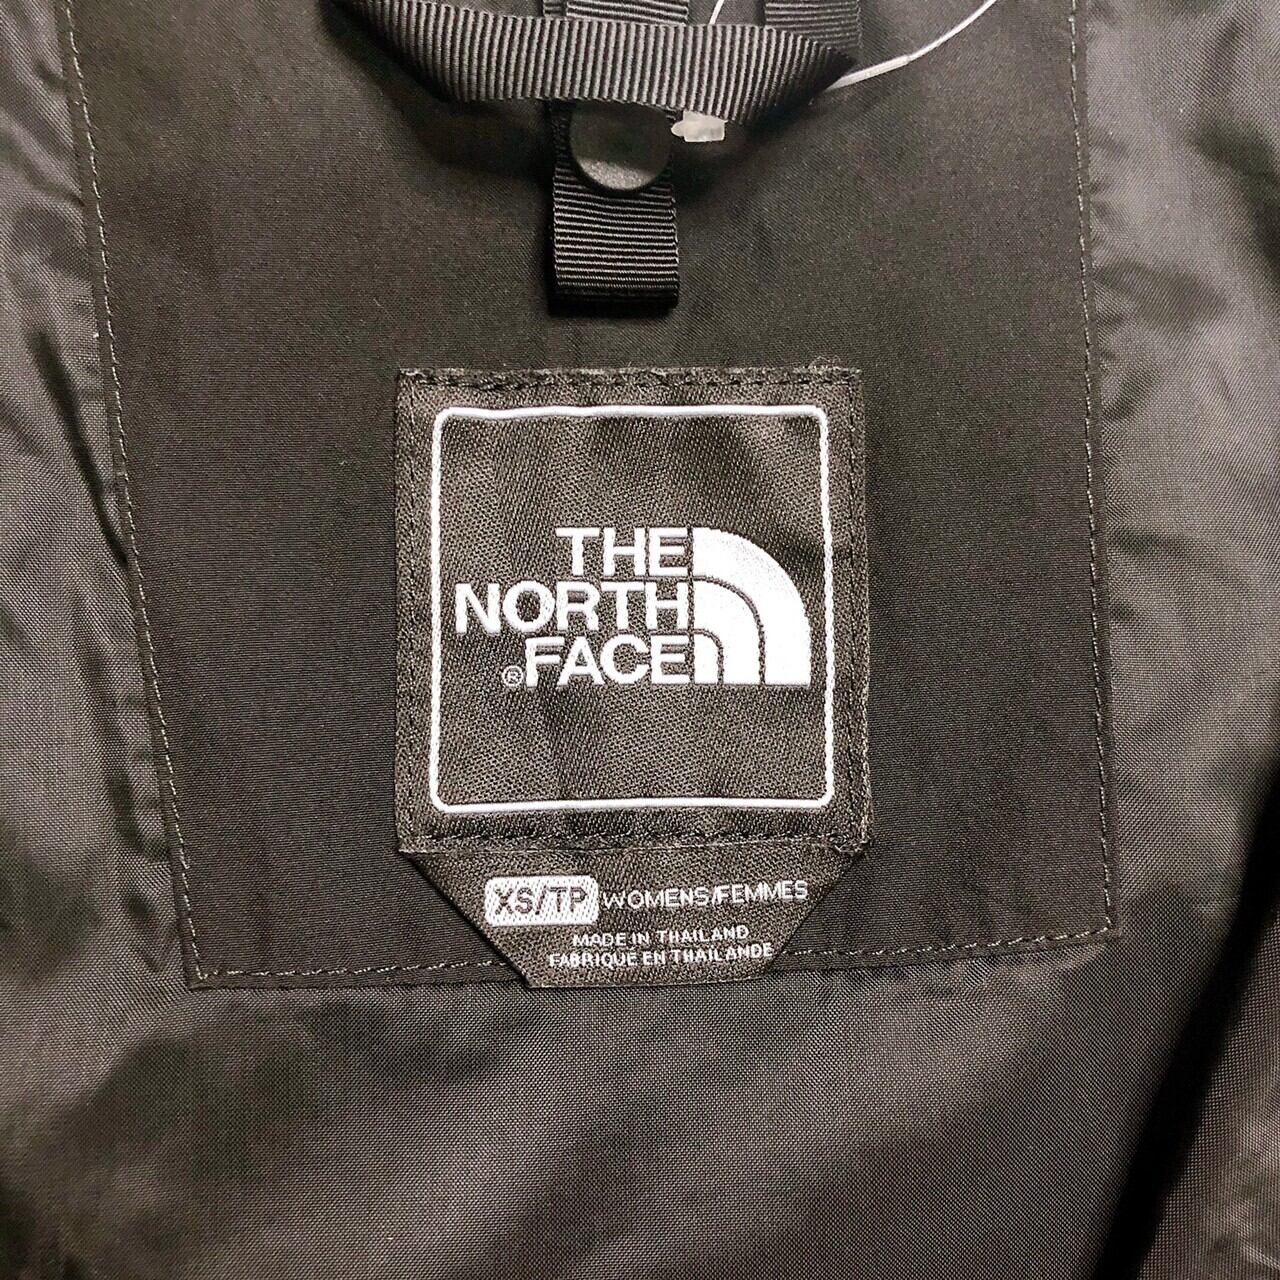 THE
NORTH
®FACE
XS/TP WOMENS/FEMMES
MADE IN THAILAND
FABRIQUE EN THAILANDE